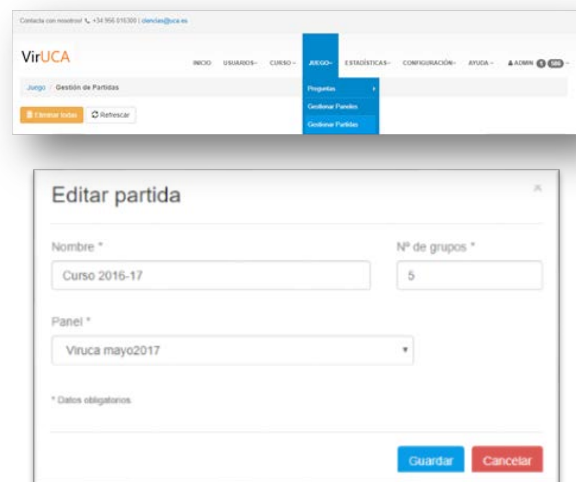 Contacta con nosotros! +34 956 016300 | ciencias@uca.es
VirUCA
INICIO USUARIOS CURSO JUEGO ESTADÍSTICAS CONFIGURACIÓN AYUDA ADMIN
Juego / Gestión de Partidas
Preguntas
Gestionar Paneles
Gestionar Partidas
Eliminar todas Refrescar
Editar partida
Nombre * Nº de grupos *
Curso 2016-17 5
Panel *
Viruca mayo2017
* Datos obligatorios.
Guardar Cancelar